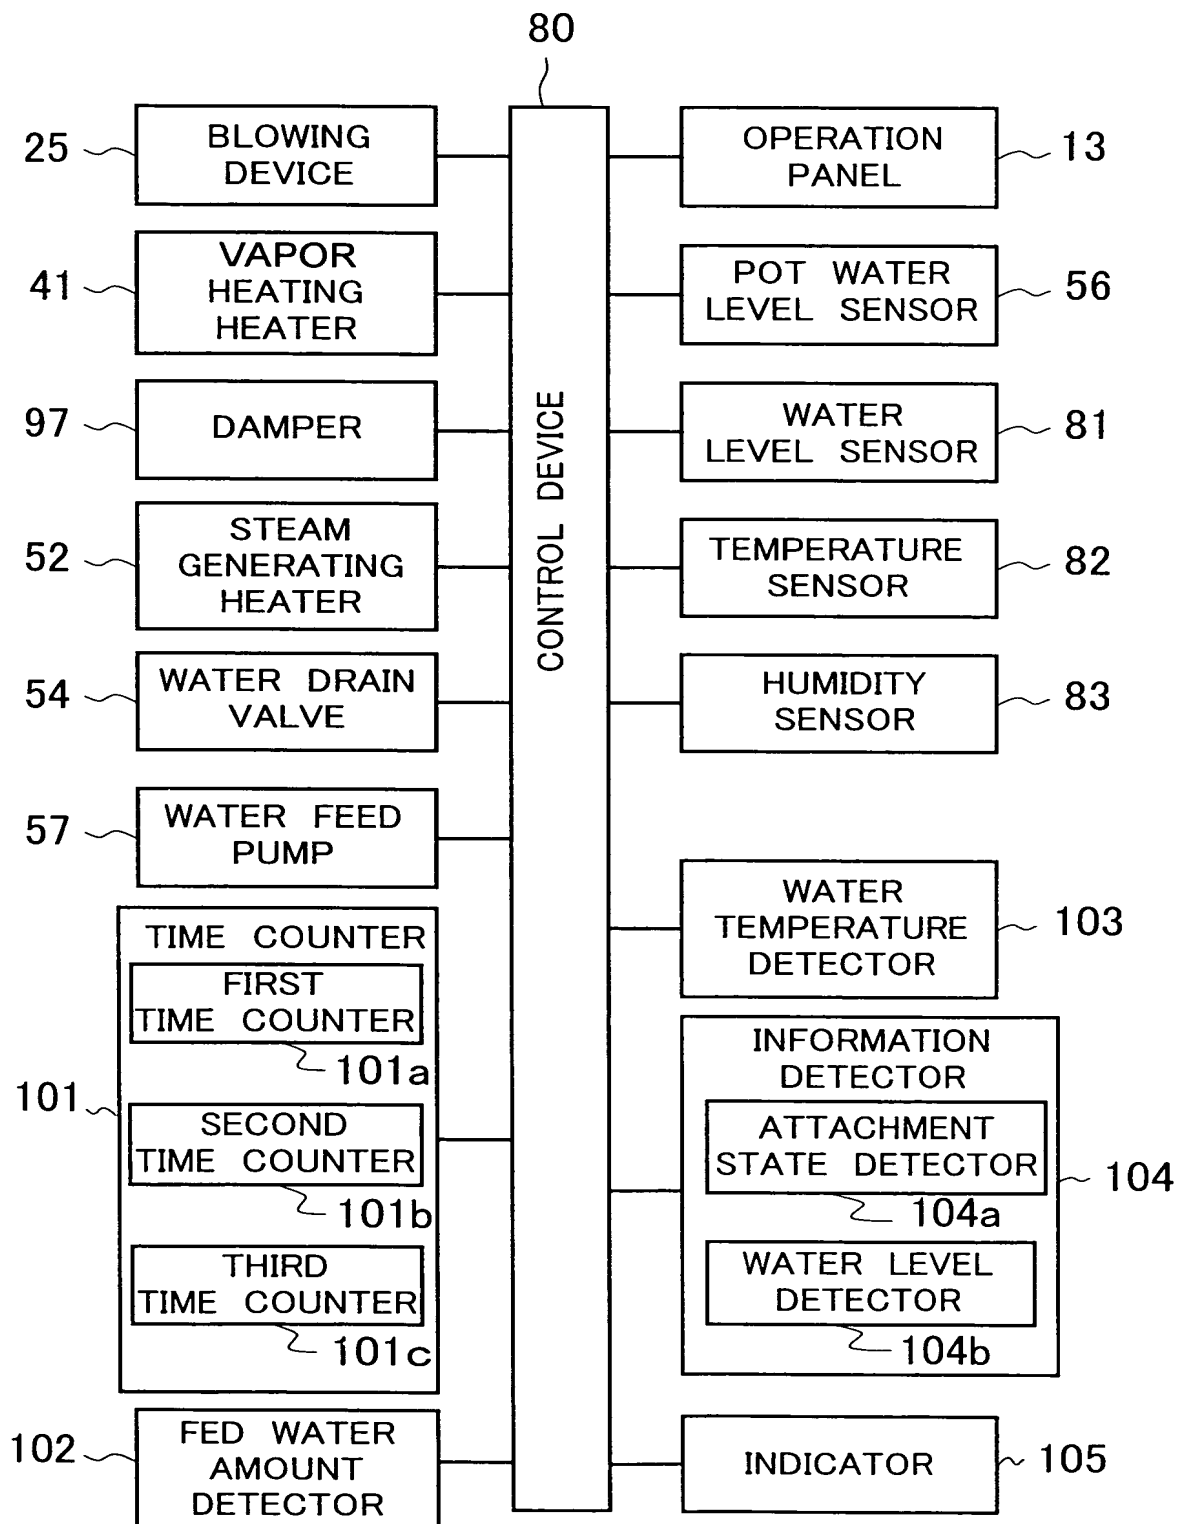 80
25
BLOWING
DEVICE
41
VAPOR
HEATING
HEATER
97
DAMPER
52
STEAM
GENERATING
HEATER
54
WATER DRAIN
VALVE
57
WATER FEED
PUMP
101
TIME COUNTER
FIRST
TIME COUNTER
101a
SECOND
TIME COUNTER
101b
THIRD
TIME COUNTER
101c
102
FED WATER
AMOUNT
DETECTOR
CONTROL DEVICE
OPERATION
PANEL
13
POT WATER
LEVEL SENSOR
56
WATER
LEVEL SENSOR
81
TEMPERATURE
SENSOR
82
HUMIDITY
SENSOR
83
WATER
TEMPERATURE
DETECTOR
103
INFORMATION
DETECTOR
ATTACHMENT
STATE DETECTOR
104a
104
WATER LEVEL
DETECTOR
104b
INDICATOR
105